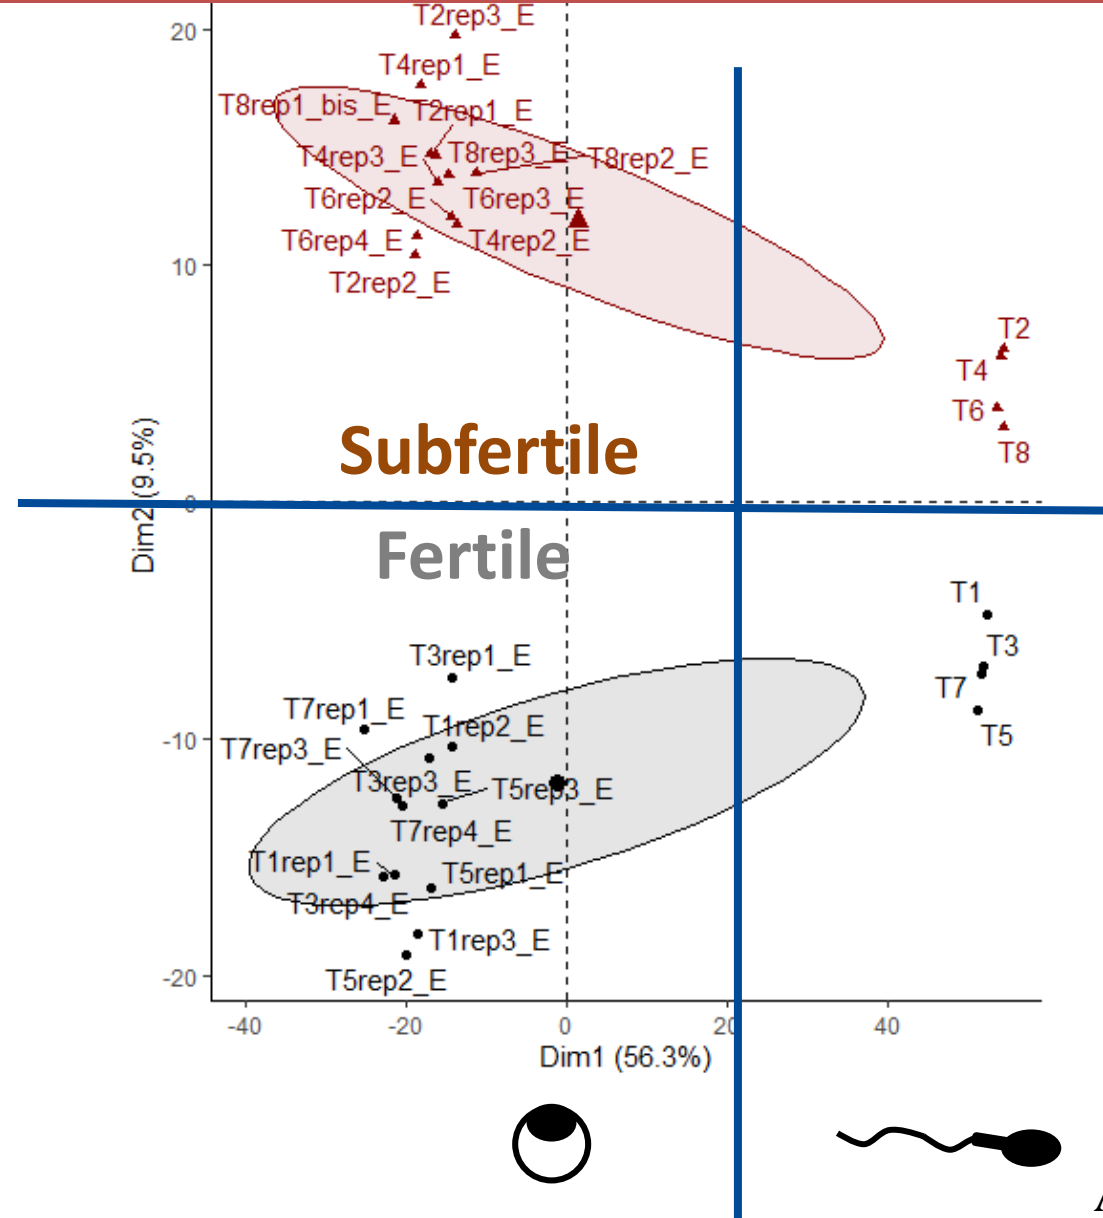 T2rep3_E
20
T4rep1_E
T8rep1_bis_E
T2rep1_E
T4rep3_E
T8rep3_E
T8rep2_E
T6rep2_E
T6rep3_E
T6rep4_E
T4rep2_E
10
T2rep2_E
T2
T4
T6
T8
Subfertile
Dim2 (9.5%)
0
Fertile
T1
T3rep1_E
T3
T7
T7rep1_E
T1rep2_E
T5
-10
T7rep3_E
T3rep3_E
T5rep3_E
T7rep4_E
T1rep1_E
T5rep1_E
T3rep4_E
T1rep3_E
-20
T5rep2_E
-40 -20 0 20 40
Dim1 (56.3%)